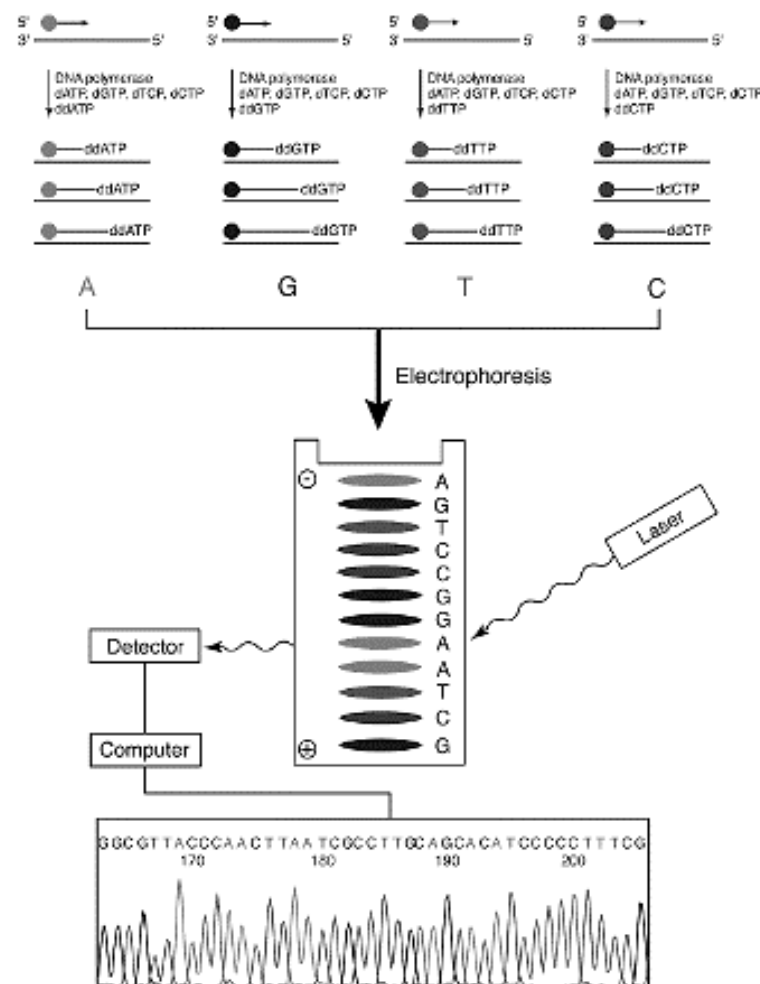 5' 5' 5' 5'
3' 5' 3' 5' 3' 5' 3' 5'
DNA polymerase DNA polymerase DNA polymerase DNA polymerase
dATP, dGTP, dTCP, dCTP dATP, dGTP, dTCP, dCTP dATP, dGTP, dTCP, dCTP dATP, dGTP, dTCP, dCTP
ddATP ddGTP ddTTP ddCTP
ddATP ddGTP ddTTP ddCTP
ddATP ddGTP ddTTP ddCTP
ddATP ddGTP ddTTP ddCTP
A G T C
Electrophoresis
- A
G
T
C
C
G
G
A
A
T
C
+ G
Laser
Detector
Computer
GGCGTTACCCAACTTAATCGCCTTGCAGCACATCCCCCTTTCG
170 180 190 200